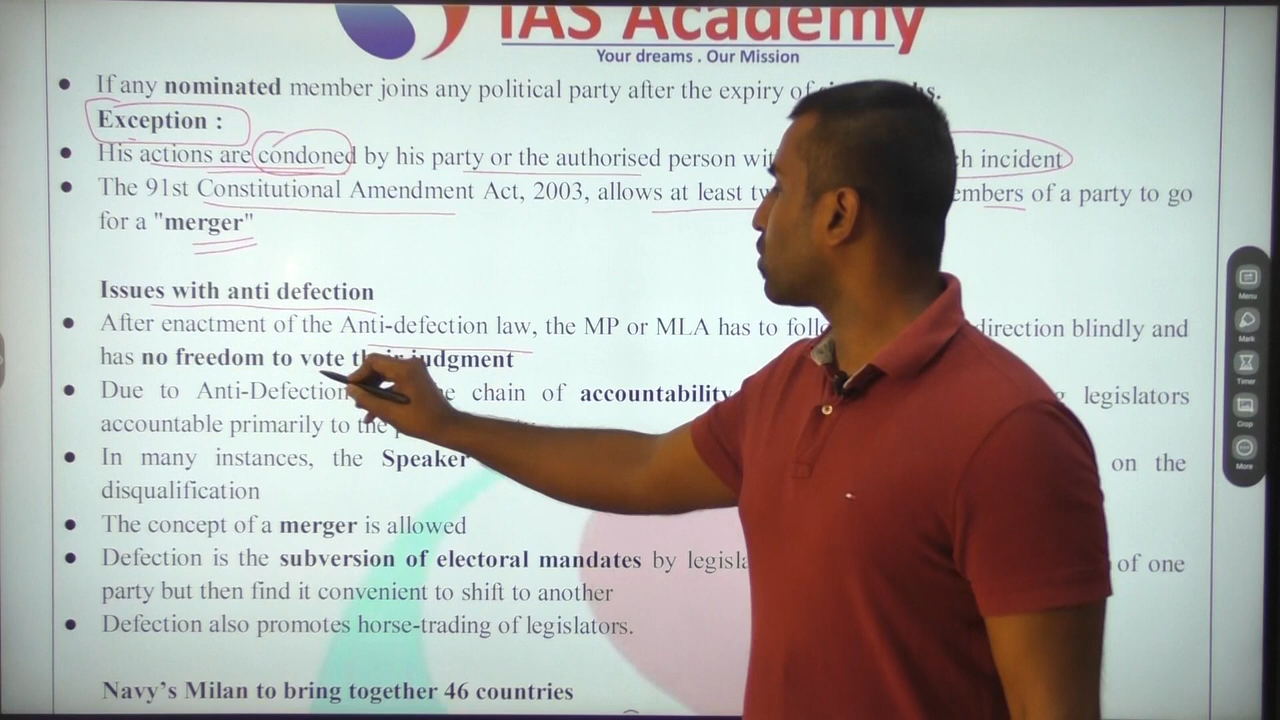 IAS Academy
Your dreams . Our Mission
• If any nominated member joins any political party after the expiry of
Exception :
• His actions are condoned by his party or the authorised person incident
• The 91st Constitutional Amendment Act, 2003, allows at least of a party to go
for a "merger"
Issues with anti defection
• After enactment of the Anti-defection law, the MP or MLA has to direction blindly and
has no freedom to vote judgment
• Due to Anti-Defection chain of accountability legislators
accountable primarily to the
• In many instances, the Speaker on the
disqualification
• The concept of a merger is allowed
• Defection is the subversion of electoral mandates by of one
party but then find it convenient to shift to another
• Defection also promotes horse-trading of legislators.
Navy's Milan to bring together 46 countries
Menu
Mark
Timer
Crop
More